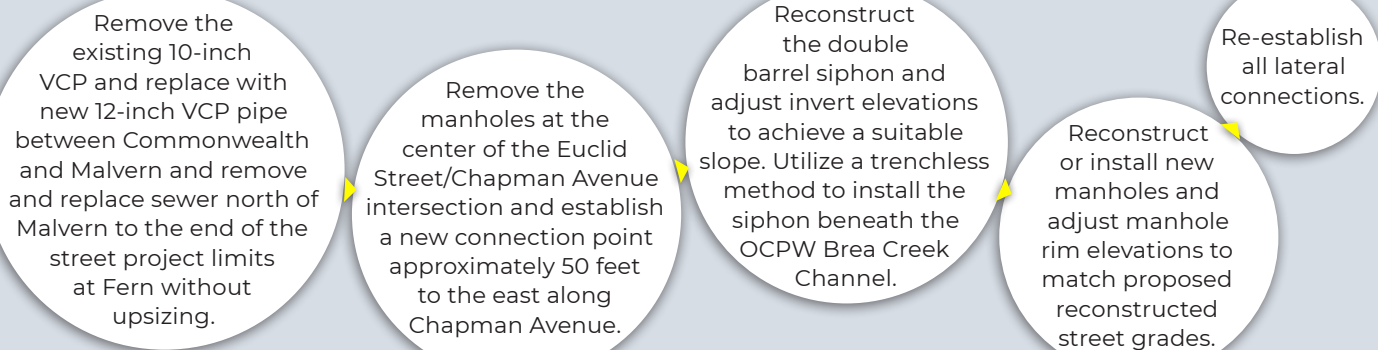 Remove the
existing 10-inch
VCP and replace with
new 12-inch VCP pipe
between Commonwealth
and Malvern and remove
and replace sewer north of
Malvern to the end of the
street project limits
at Fern without
upsizing.
Remove the
manholes at the
center of the Euclid
Street/Chapman Avenue
intersection and establish
a new connection point
approximately 50 feet
to the east along
Chapman Avenue.
Reconstruct
the double
barrel siphon and
adjust invert elevations
to achieve a suitable
slope. Utilize a trenchless
method to install the
siphon beneath the
OCPW Brea Creek
Channel.
Reconstruct
or install new
manholes and
adjust manhole
rim elevations to
match proposed
reconstructed
street grades.
Re-establish
all lateral
connections.